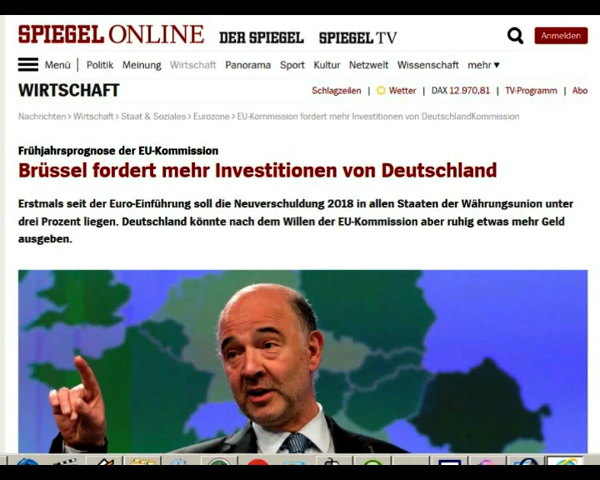 SPIEGEL ONLINE DER SPIEGEL SPIEGEL TV Anmelden
Menü | Politik Meinung Wirtschaft Panorama Sport Kultur Netzwelt Wissenschaft mehr ▾
WIRTSCHAFT Schlagzeilen | Wetter | DAX 12.970,81 | TV-Programm | Abo
Nachrichten > Wirtschaft > Staat & Soziales > Eurozone > EU-Kommission fordert mehr Investitionen von DeutschlandKommission
Frühjahrsprognose der EU-Kommission
Brüssel fordert mehr Investitionen von Deutschland
Erstmals seit der Euro-Einführung soll die Neuverschuldung 2018 in allen Staaten der Währungsunion unter
drei Prozent liegen. Deutschland könnte nach dem Willen der EU-Kommission aber ruhig etwas mehr Geld
ausgeben.